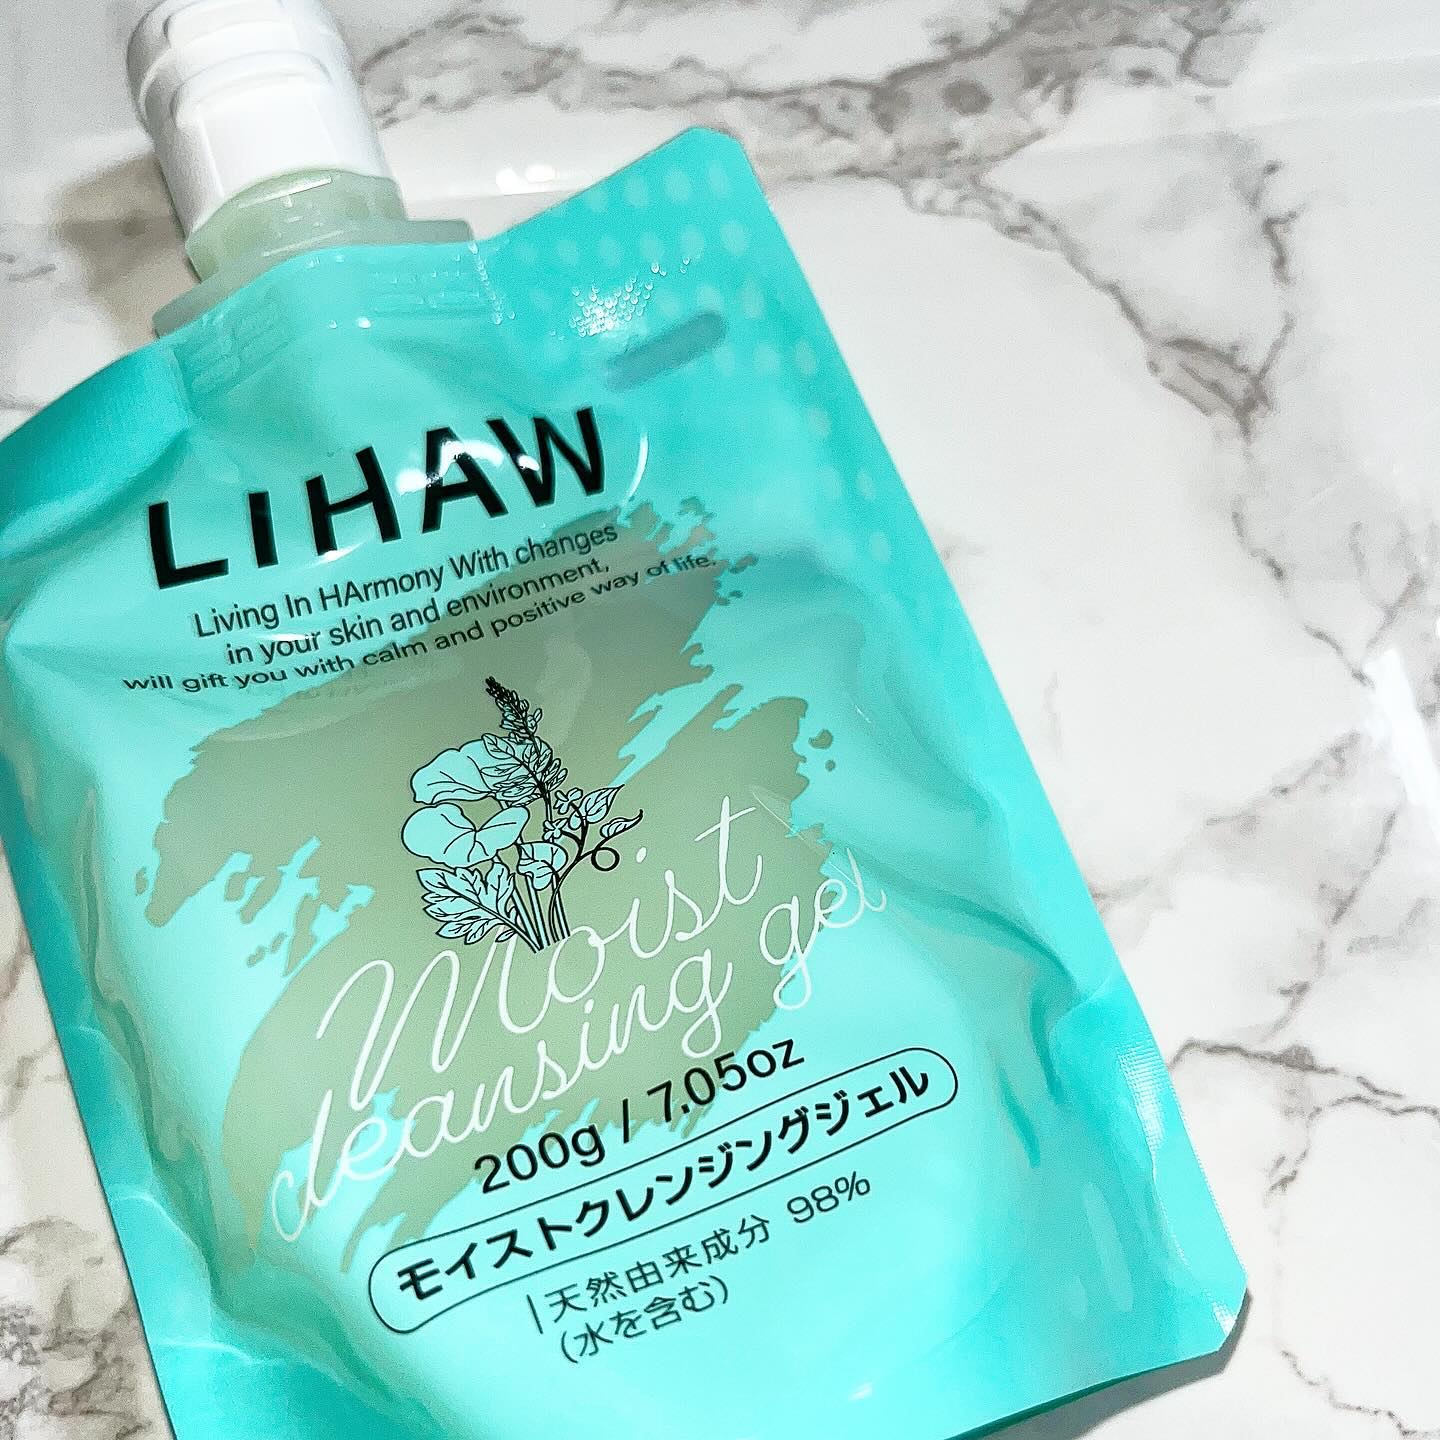 LIHAW
Living In HArmony With changes
in your skin and environment,
will gift you with calm and positive way of life.
Moist
cleansing gel
200g / 7.05oz
モイストクレンジングジェル
天然由来成分 98%
(水を含む)